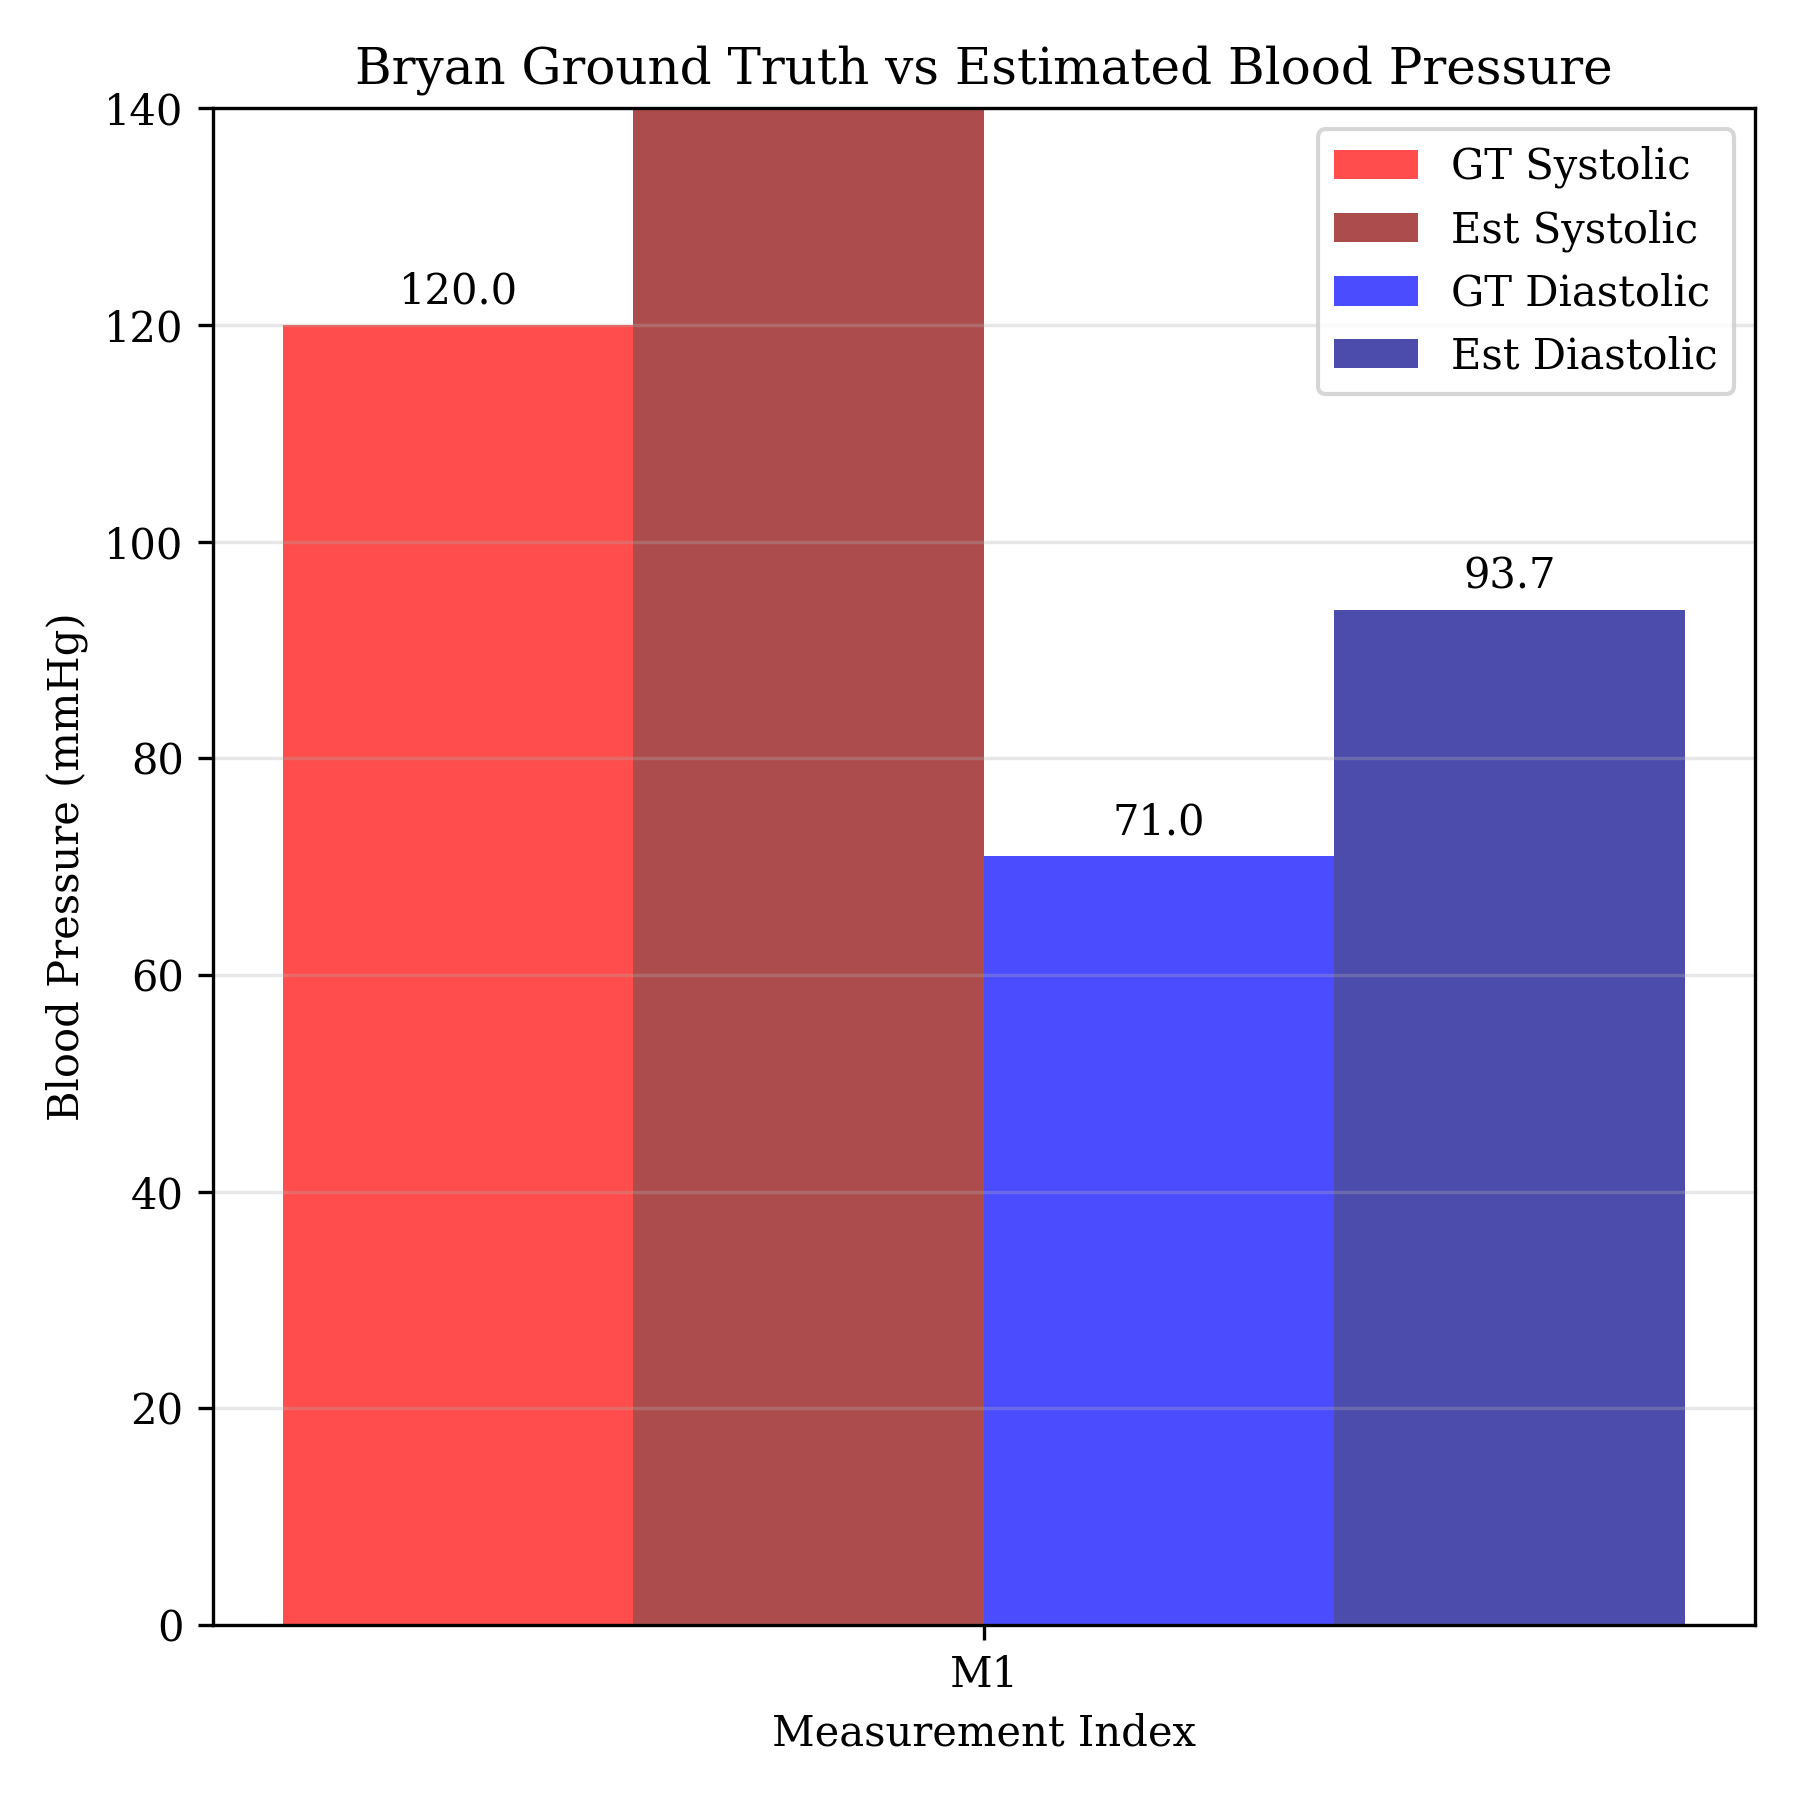 Bryan Ground Truth vs Estimated Blood Pressure
140
120
100
80
60
40
20
0
Blood Pressure (mmHg)
120.0
71.0
93.7
GT Systolic
Est Systolic
GT Diastolic
Est Diastolic
M1
Measurement Index